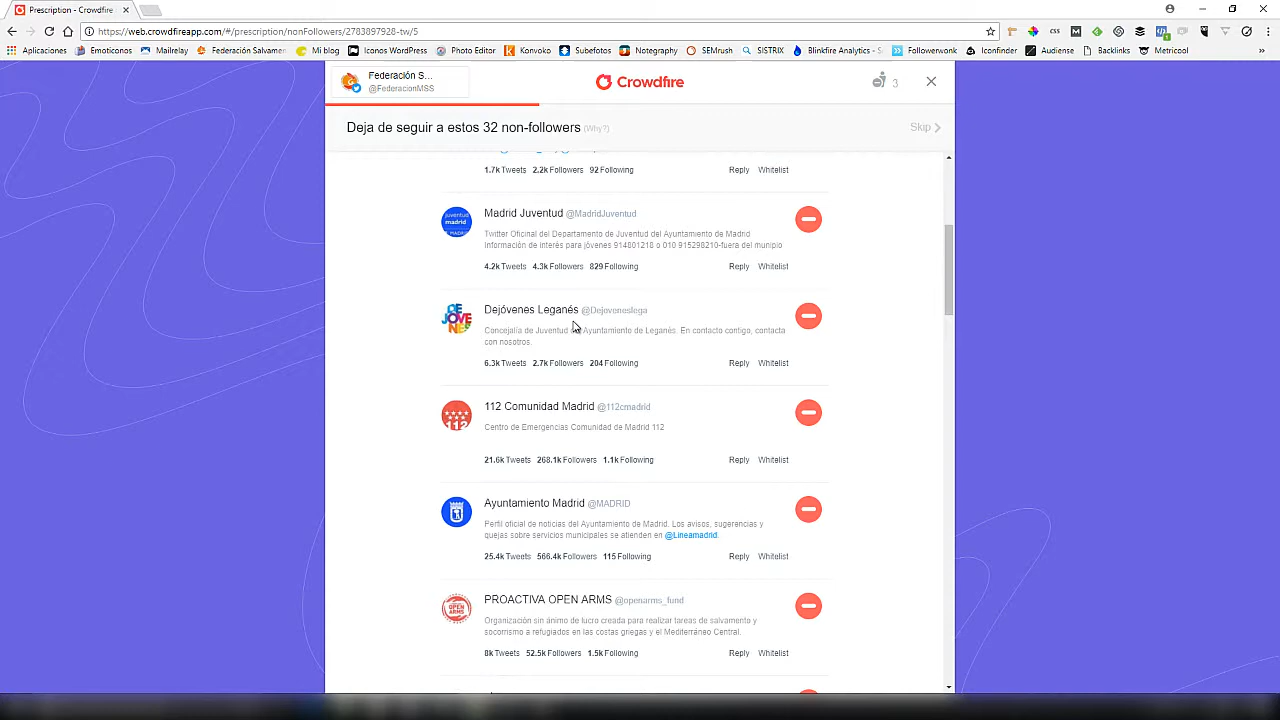 Prescription - Crowdfire
https://web.crowdfireapp.com/#/prescription/nonFollowers/2783897928-tw/5
Aplicaciones Emoticonos Mailrelay Federación Salvamen Mi blog Iconos WordPress Photo Editor Konvoko Subefotos Notegraphy SEMrush SISTRIX Blinkfire Analytics - S Followerwonk Iconfinder Audiense Backlinks Metricool
Federación S...
@FederacionMSS
Crowdfire
3
Deja de seguir a estos 32 non-followers (Why?)
Skip
1.7k Tweets 2.2k Followers 92 Following Reply Whitelist
Madrid Juventud @MadridJuventud
Twitter Oficinal del Departamento de Juventud del Ayuntamiento de Madrid
Información de interés para jóvenes 914801218 o 010 915298210-fuera del munipio
4.2k Tweets 4.3k Followers 829 Following Reply Whitelist
DE JOVE NES
Dejóvenes Leganés @Dejoveneslega
Concejalía de Juventud del Ayuntamiento de Leganés. En contacto contigo, contacta
con nosotros.
6.3k Tweets 2.7k Followers 204 Following Reply Whitelist
112
112 Comunidad Madrid @112cmadrid
Centro de Emergencias Comunidad de Madrid 112
21.6k Tweets 268.1k Followers 1.1k Following Reply Whitelist
Ayuntamiento Madrid @MADRID
Perfil oficial de noticias del Ayuntamiento de Madrid. Los avisos, sugerencias y
quejas sobre servicios municipales se atienden en @Lineamadrid.
25.4k Tweets 566.4k Followers 115 Following Reply Whitelist
OPEN ARMS
PROACTIVA OPEN ARMS @openarms_fund
Organización sin ánimo de lucro creada para realizar tareas de salvamento y
socorrismo a refugiados en las costas griegas y el Mediterráneo Central.
8k Tweets 52.5k Followers 1.5k Following Reply Whitelist